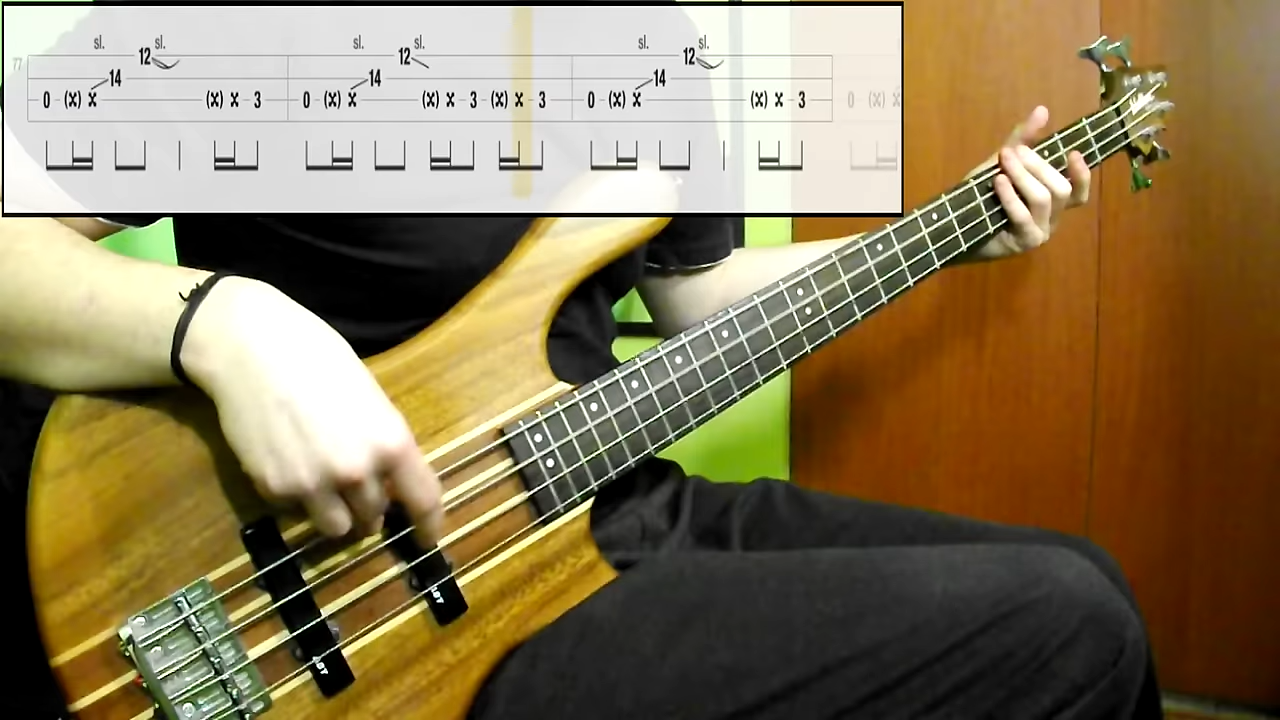 sl. sl. sl. sl. sl. sl.
12 12 12
77
14 14 14
0 (x) x (x) x 3 0 (x) x (x) x 3 (x) x 3 0 (x) x (x) x 3 0 (x) x